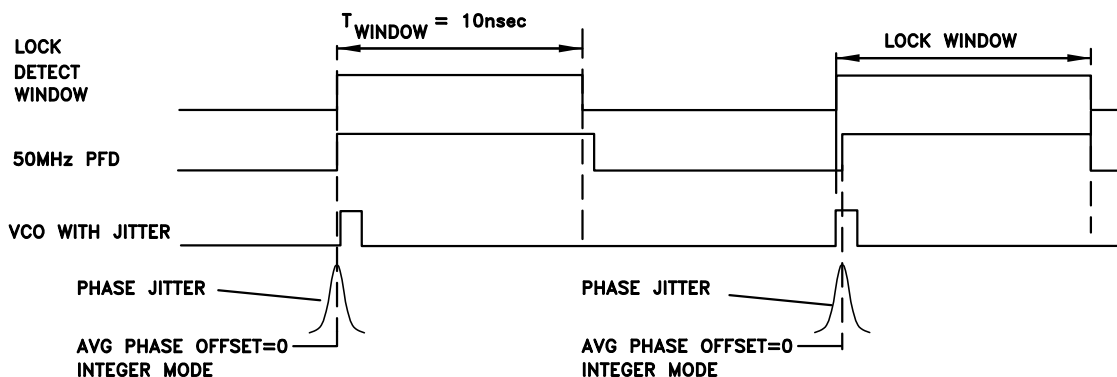 T WINDOW = 10nsec
LOCK
DETECT
WINDOW
LOCK WINDOW
50MHz PFD
VCO WITH JITTER
PHASE JITTER
PHASE JITTER
AVG PHASE OFFSET=0
INTEGER MODE
AVG PHASE OFFSET=0
INTEGER MODE